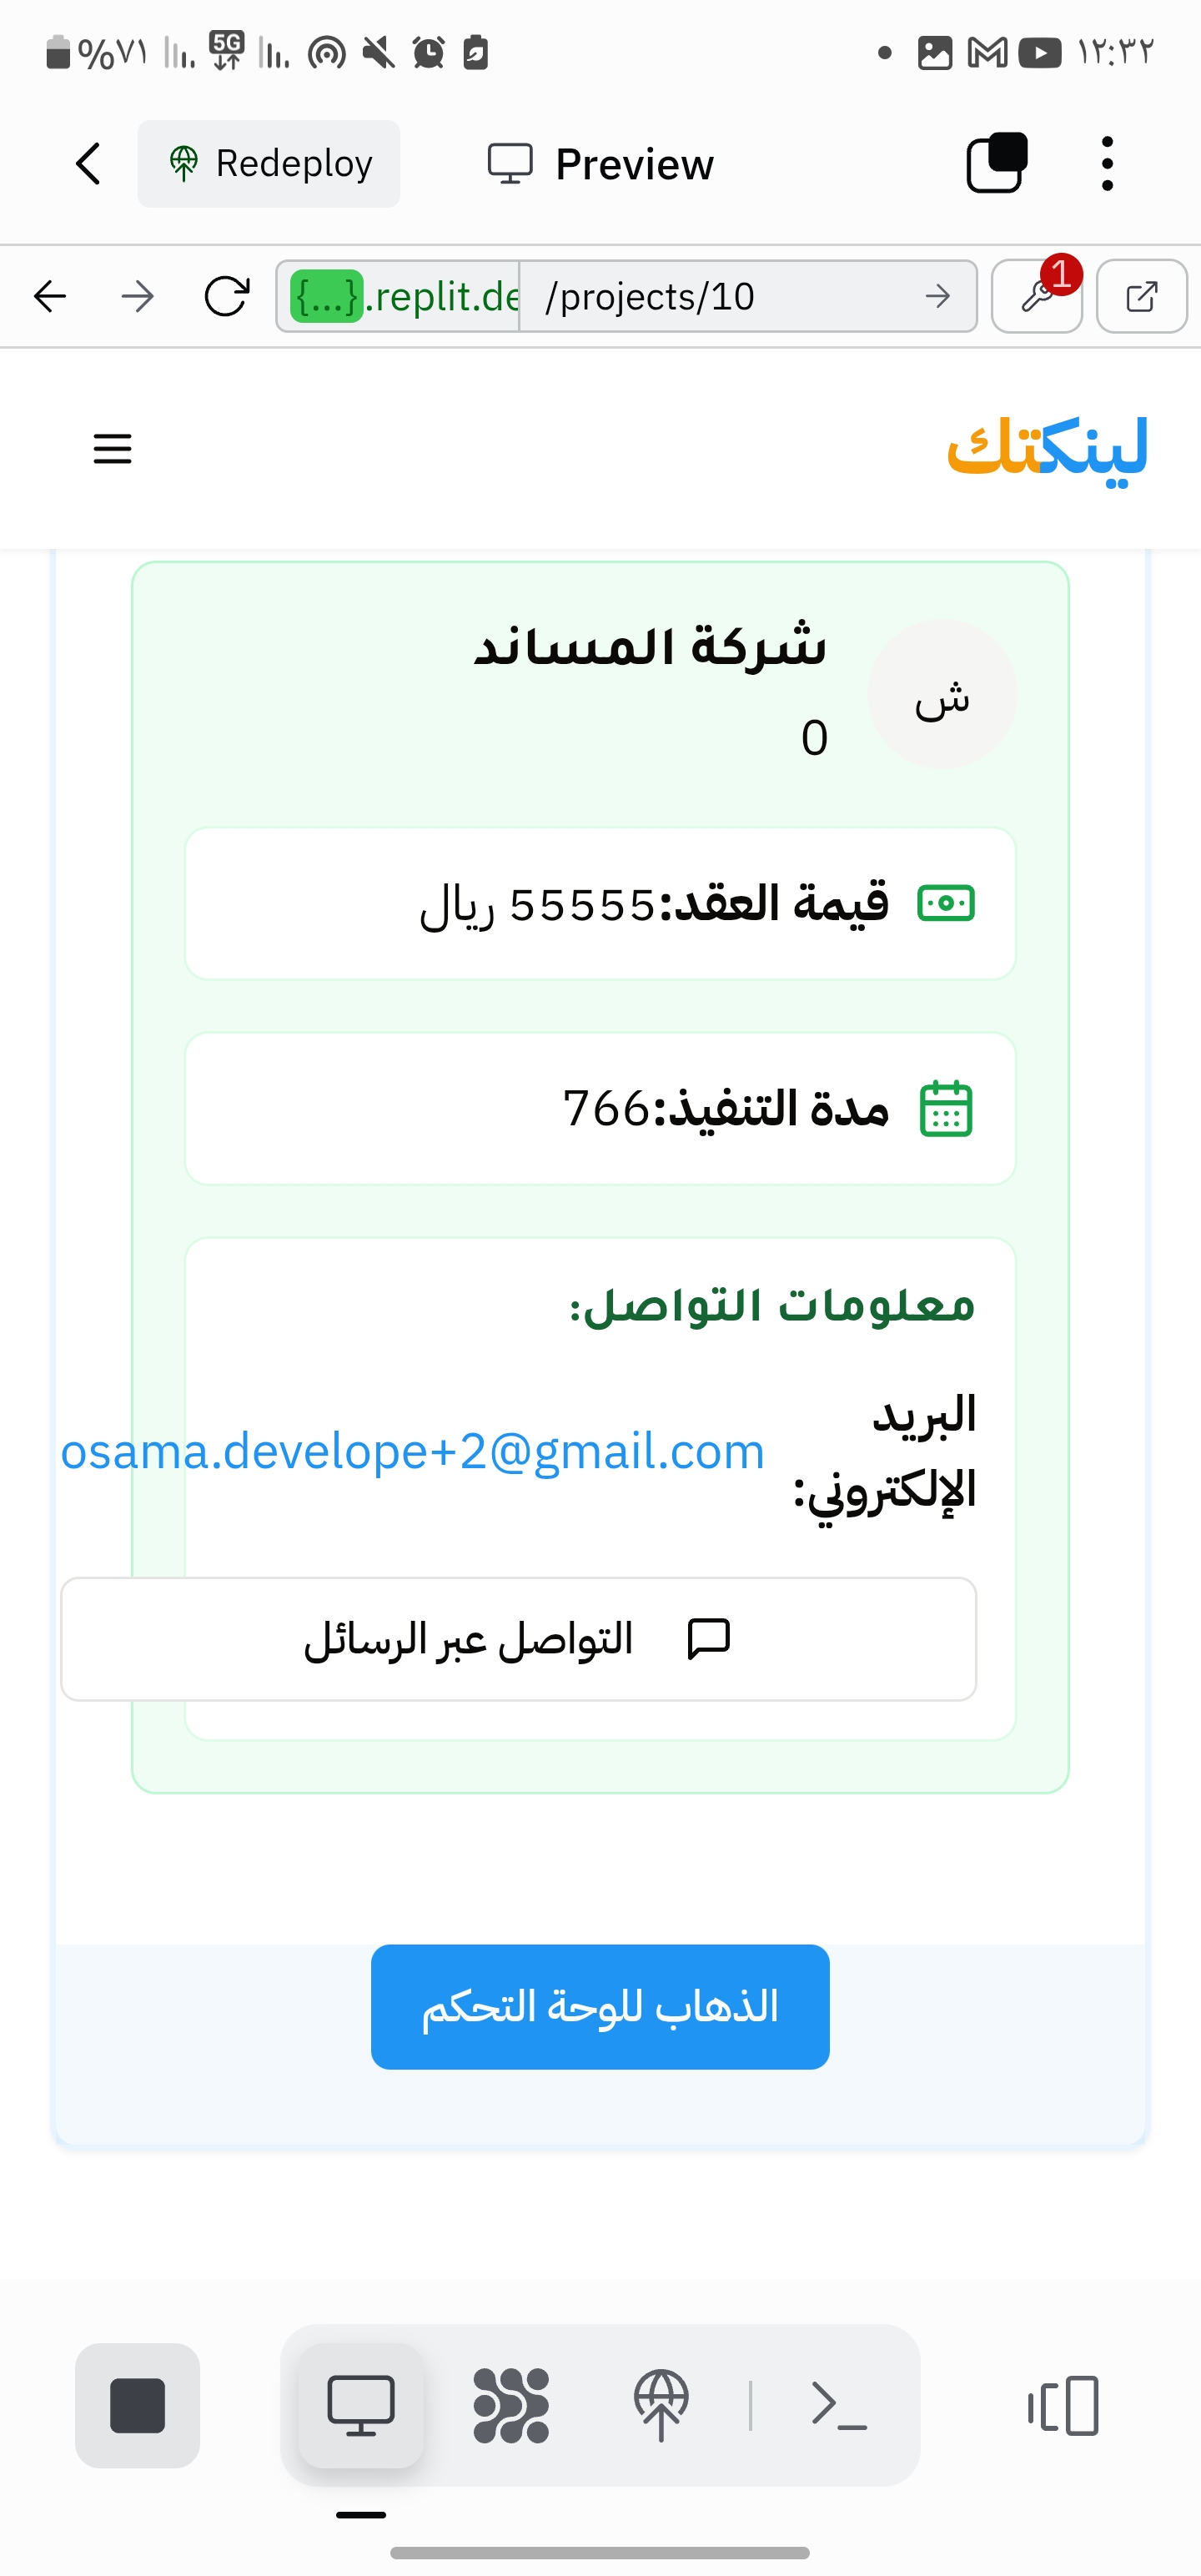 %٧١ 5G ١٢:٣٢
Redeploy Preview
{...}.replit.de /projects/10 1
لينكتك
شركة المساند
ش
0
قيمة العقد:55555 ريال
مدة التنفيذ:766
معلومات التواصل:
البريد
الإلكتروني:
osama.develope+2@gmail.com
التواصل عبر الرسائل
الذهاب للوحة التحكم